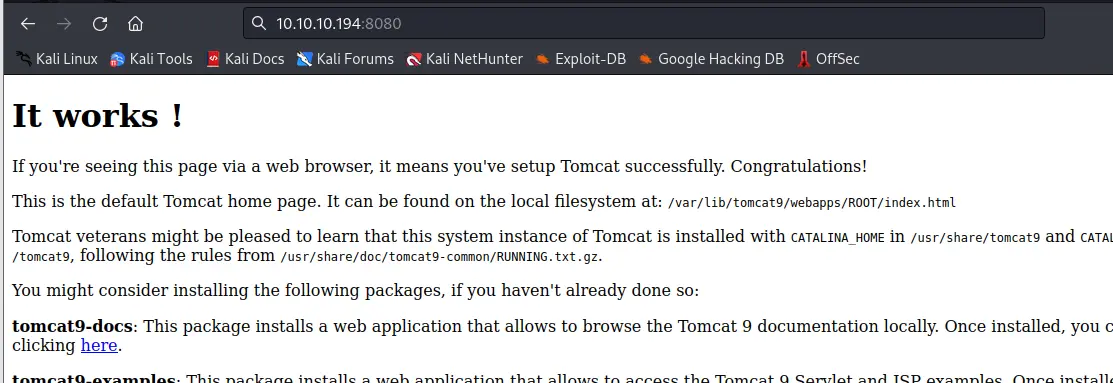 10.10.10.194:8080
Kali Linux Kali Tools Kali Docs Kali Forums Kali NetHunter Exploit-DB Google Hacking DB OffSec
It works !
If you're seeing this page via a web browser, it means you've setup Tomcat successfully. Congratulations!
This is the default Tomcat home page. It can be found on the local filesystem at: /var/lib/tomcat9/webapps/ROOT/index.html
Tomcat veterans might be pleased to learn that this system instance of Tomcat is installed with CATALINA_HOME in /usr/share/tomcat9 and CATAL
/tomcat9, following the rules from /usr/share/doc/tomcat9-common/RUNNING.txt.gz.
You might consider installing the following packages, if you haven't already done so:
tomcat9-docs: This package installs a web application that allows to browse the Tomcat 9 documentation locally. Once installed, you c
clicking here.
tomcat9-examples: This package installs a web application that allows to access the Tomcat 9 Servlet and JSP examples. Once installe